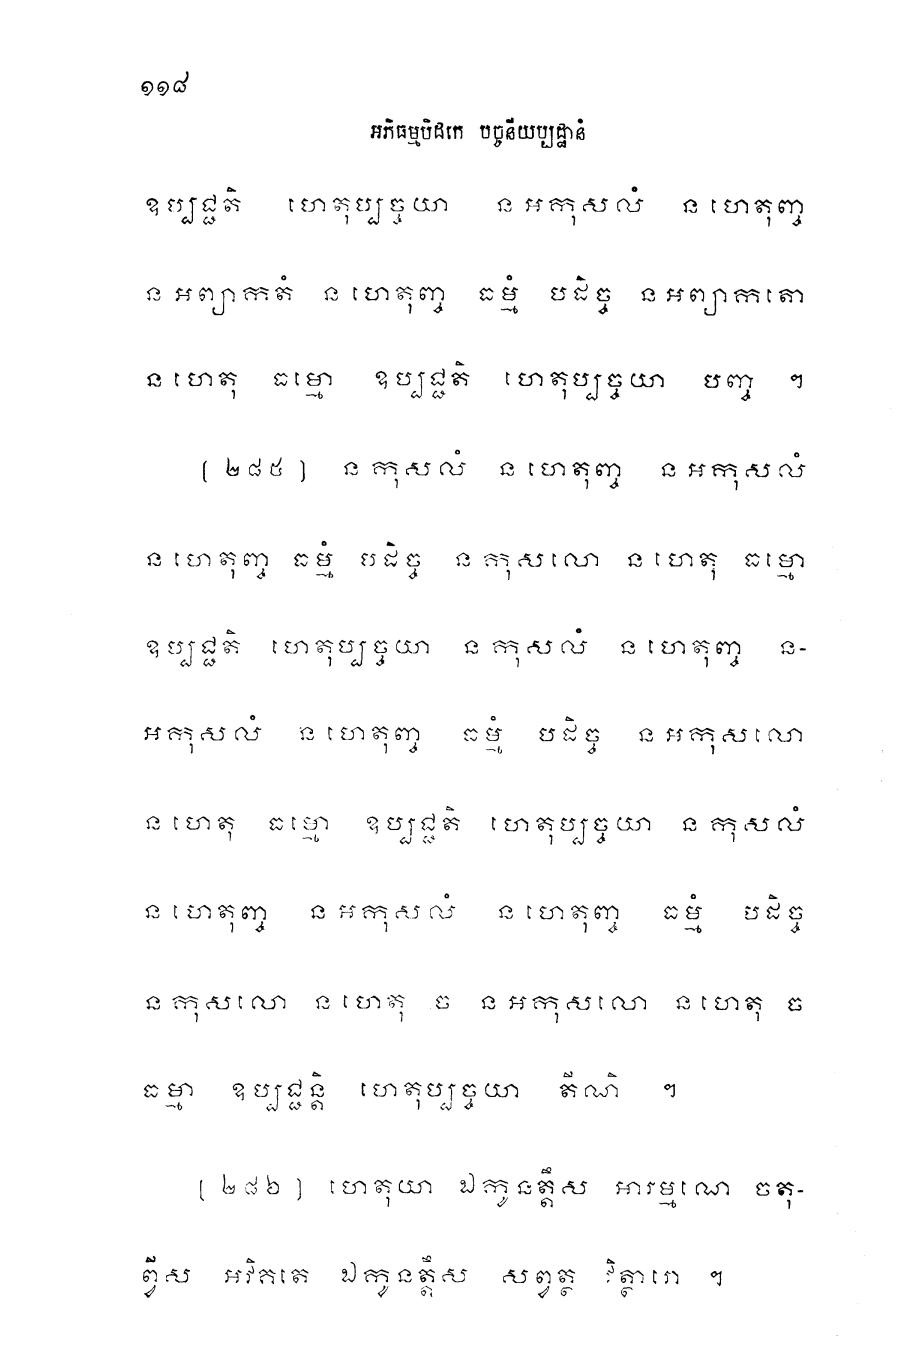 ១១៨
អភិធម្មបិដកេ បច្ចនីយប្បដ្ឋានំ
ឧប្បជ្ជតិ ហេតុប្បច្ចយា ន អកុសលំ ន ហេតុញ្ច
ន អព្យាកតំ ន ហេតុញ្ច ធម្មំ បដិច្ច ន អព្យាកតោ
ន ហេតុ ធម្មោ ឧប្បជ្ជតិ ហេតុប្បច្ចយា បញ្ច ។
( ២៨៥ ) ន កុសលំ ន ហេតុញ្ច ន អកុសលំ
ន ហេតុញ្ច ធម្មំ បដិច្ច ន កុសលោ ន ហេតុ ធម្មោ
ឧប្បជ្ជតិ ហេតុប្បច្ចយា ន កុសលំ ន ហេតុញ្ច ន-
អកុសលំ ន ហេតុញ្ច ធម្មំ បដិច្ច ន អកុសលោ
ន ហេតុ ធម្មោ ឧប្បជ្ជតិ ហេតុប្បច្ចយា ន កុសលំ
ន ហេតុញ្ច ន អកុសលំ ន ហេតុញ្ច ធម្មំ បដិច្ច
ន កុសលោ ន ហេតុ ច ន អកុសលោ ន ហេតុ ច
ធម្មា ឧប្បជ្ជន្តិ ហេតុប្បច្ចយា តីណិ ។
( ២៨៦ ) ហេតុយា ឯកូនត្តឹស អារម្មណេ ចតុ-
ព្វីស អវិគតេ ឯកូនត្តឹស សព្វត្ថ វិត្ថារោ ។